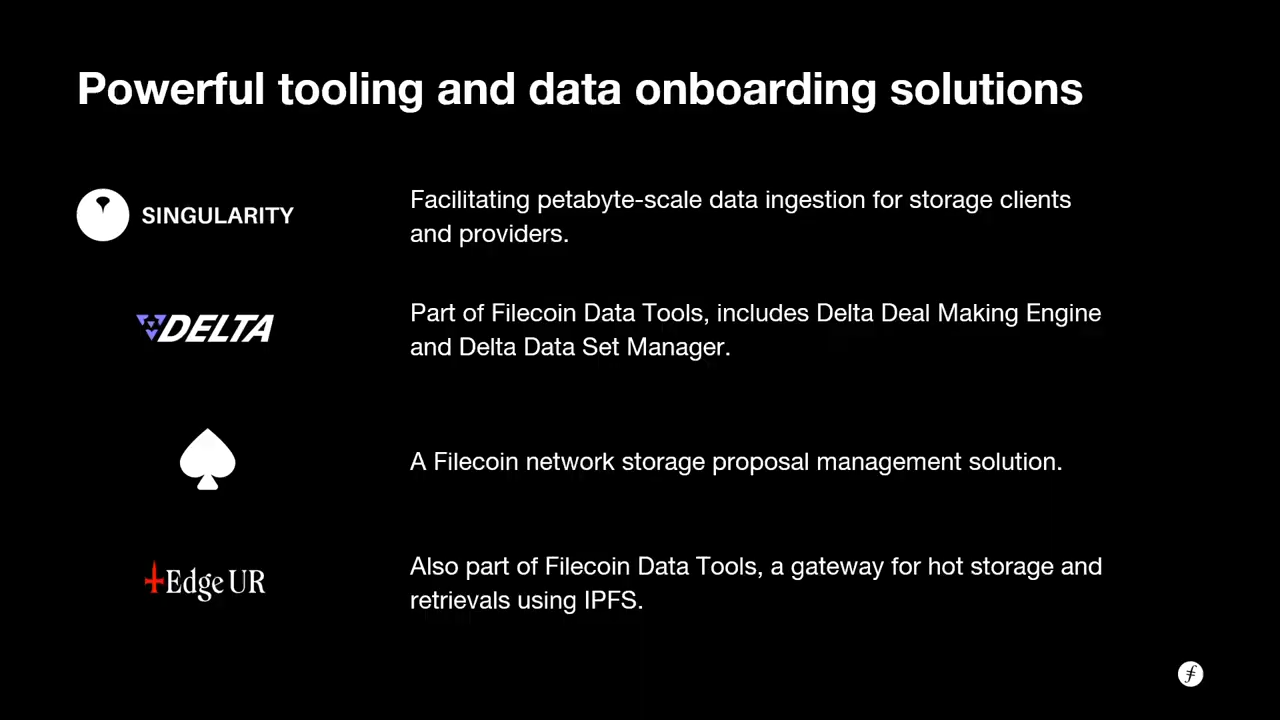 Powerful tooling and data onboarding solutions
SINGULARITY
Facilitating petabyte-scale data ingestion for storage clients
and providers.
DELTA
Part of Filecoin Data Tools, includes Delta Deal Making Engine
and Delta Data Set Manager.
A Filecoin network storage proposal management solution.
Edge UR
Also part of Filecoin Data Tools, a gateway for hot storage and
retrievals using IPFS.